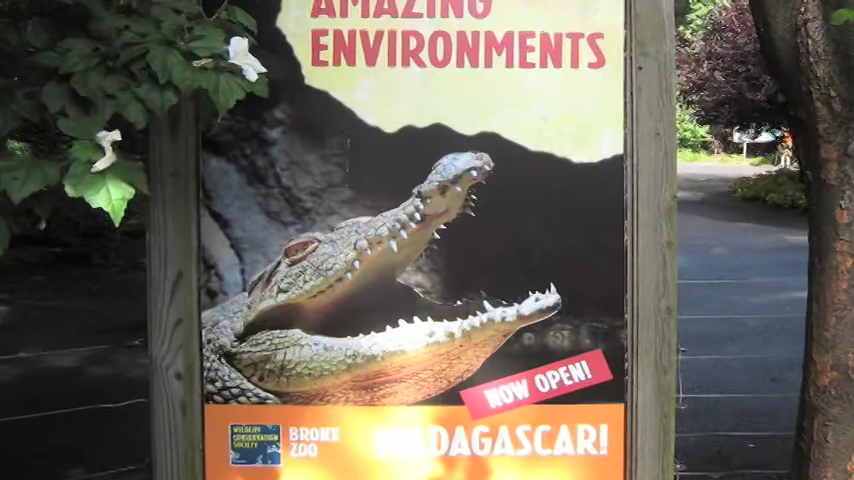 AMAZING
ENVIRONMENTS
NOW OPEN!
WILDLIFE
CONSERVATION
SOCIETY
BRONX
ZOO
MADAGASCAR!